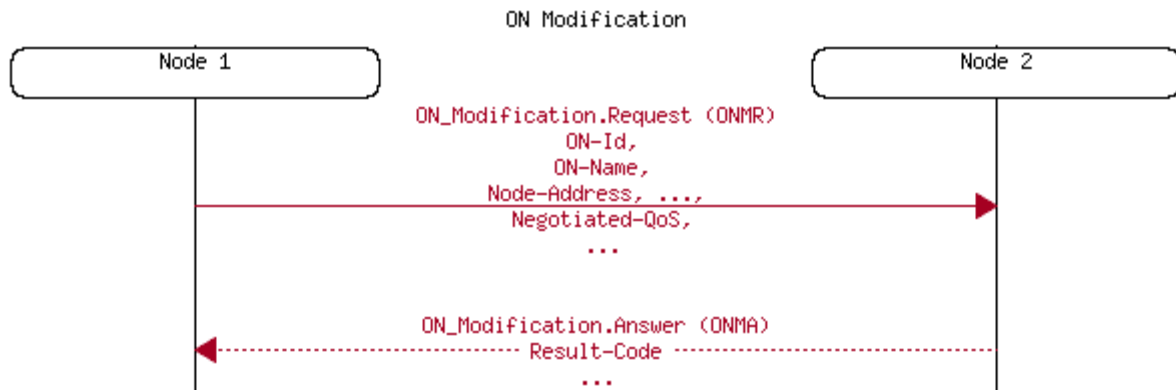 ON Modification
Node 1
Node 2
ON_Modification.Request (ONMR)
ON-Id,
ON-Name,
Node-Address, ...,
Negotiated-QoS,
...
ON_Modification.Answer (ONMA)
Result-Code
...